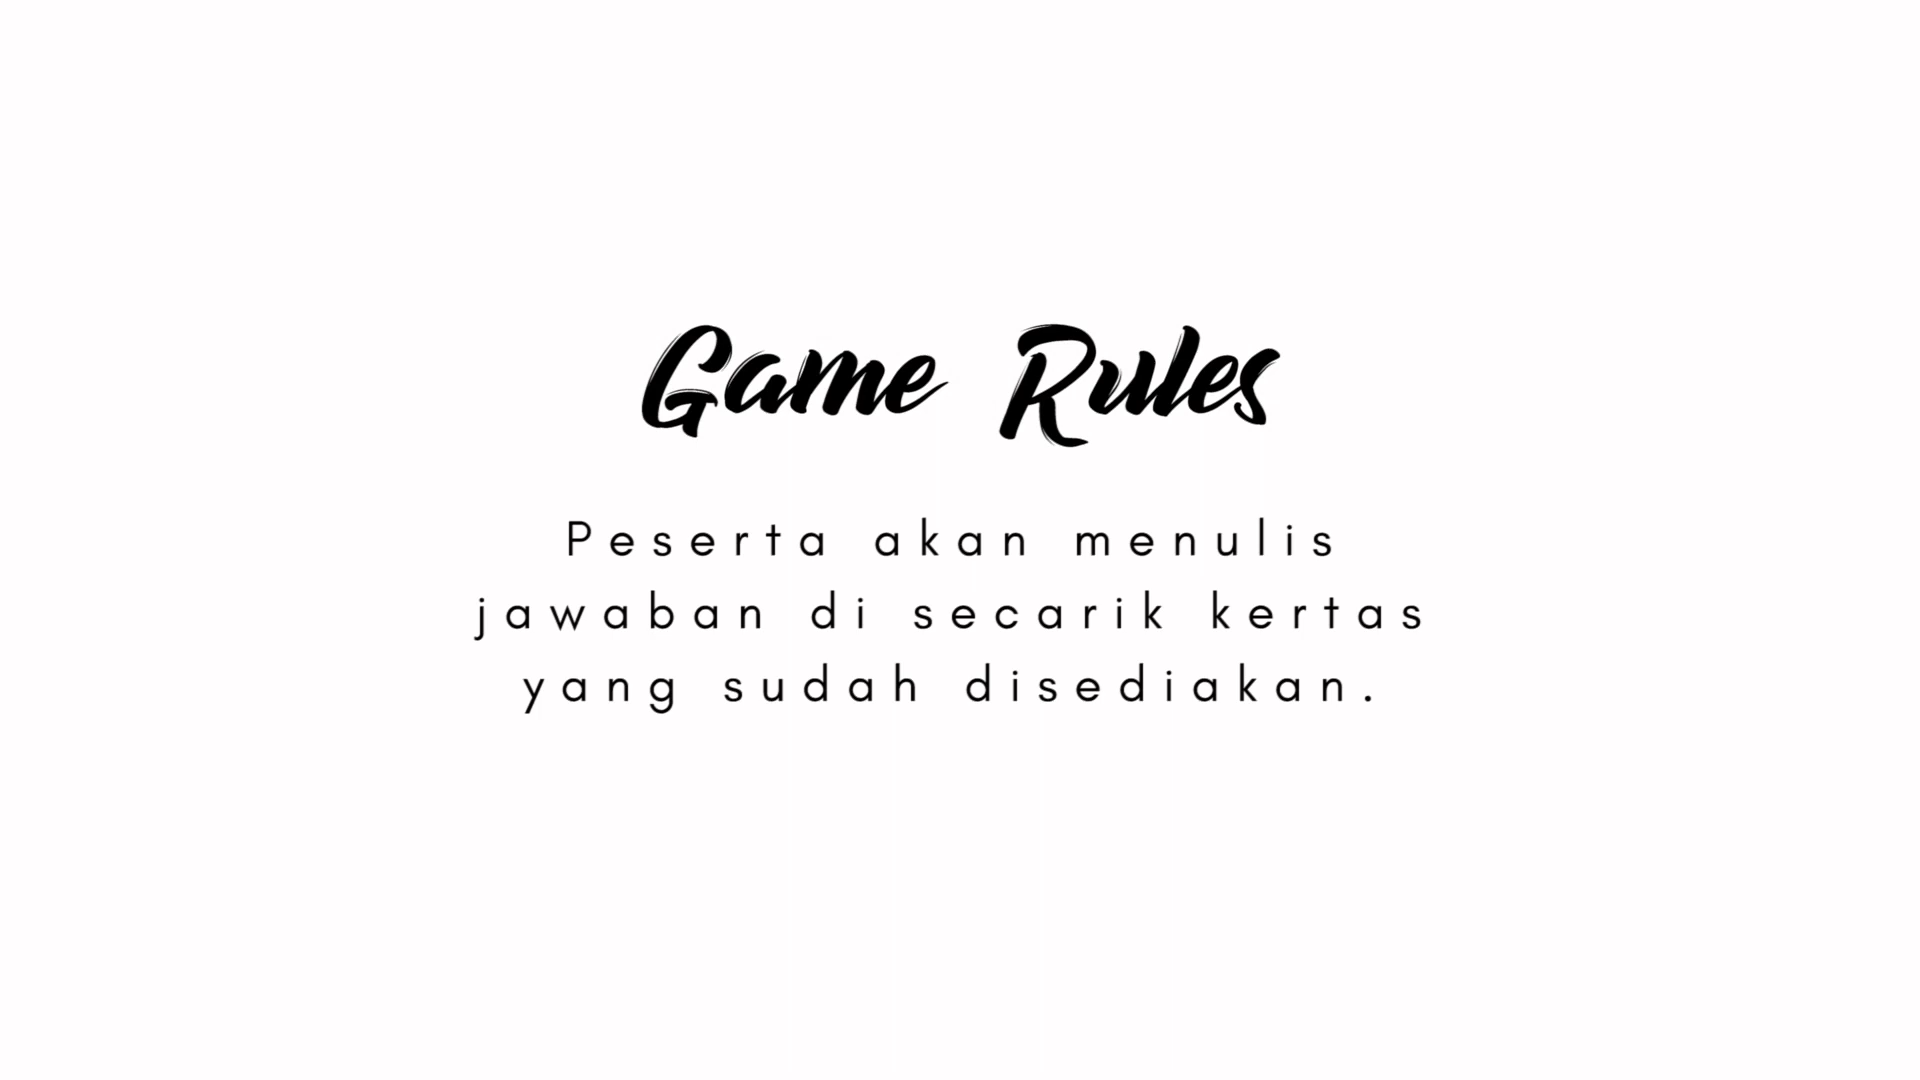 Game Rules
Peserta akan menulis
jawaban di secarik kertas
yang sudah disediakan.